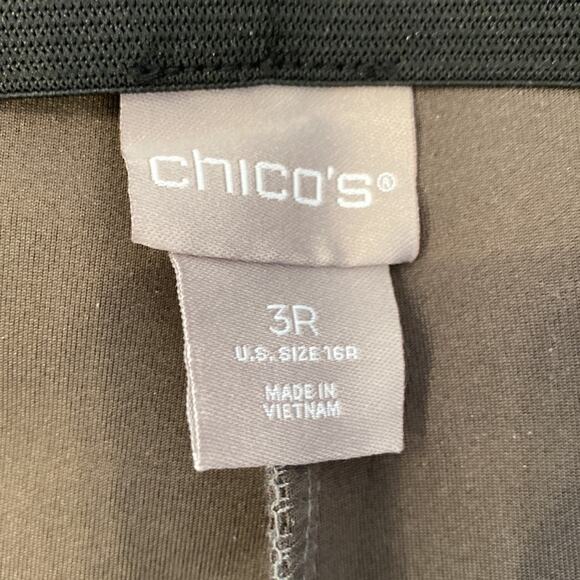 chico's®
3R
U.S. SIZE 16R
MADE IN
VIETNAM